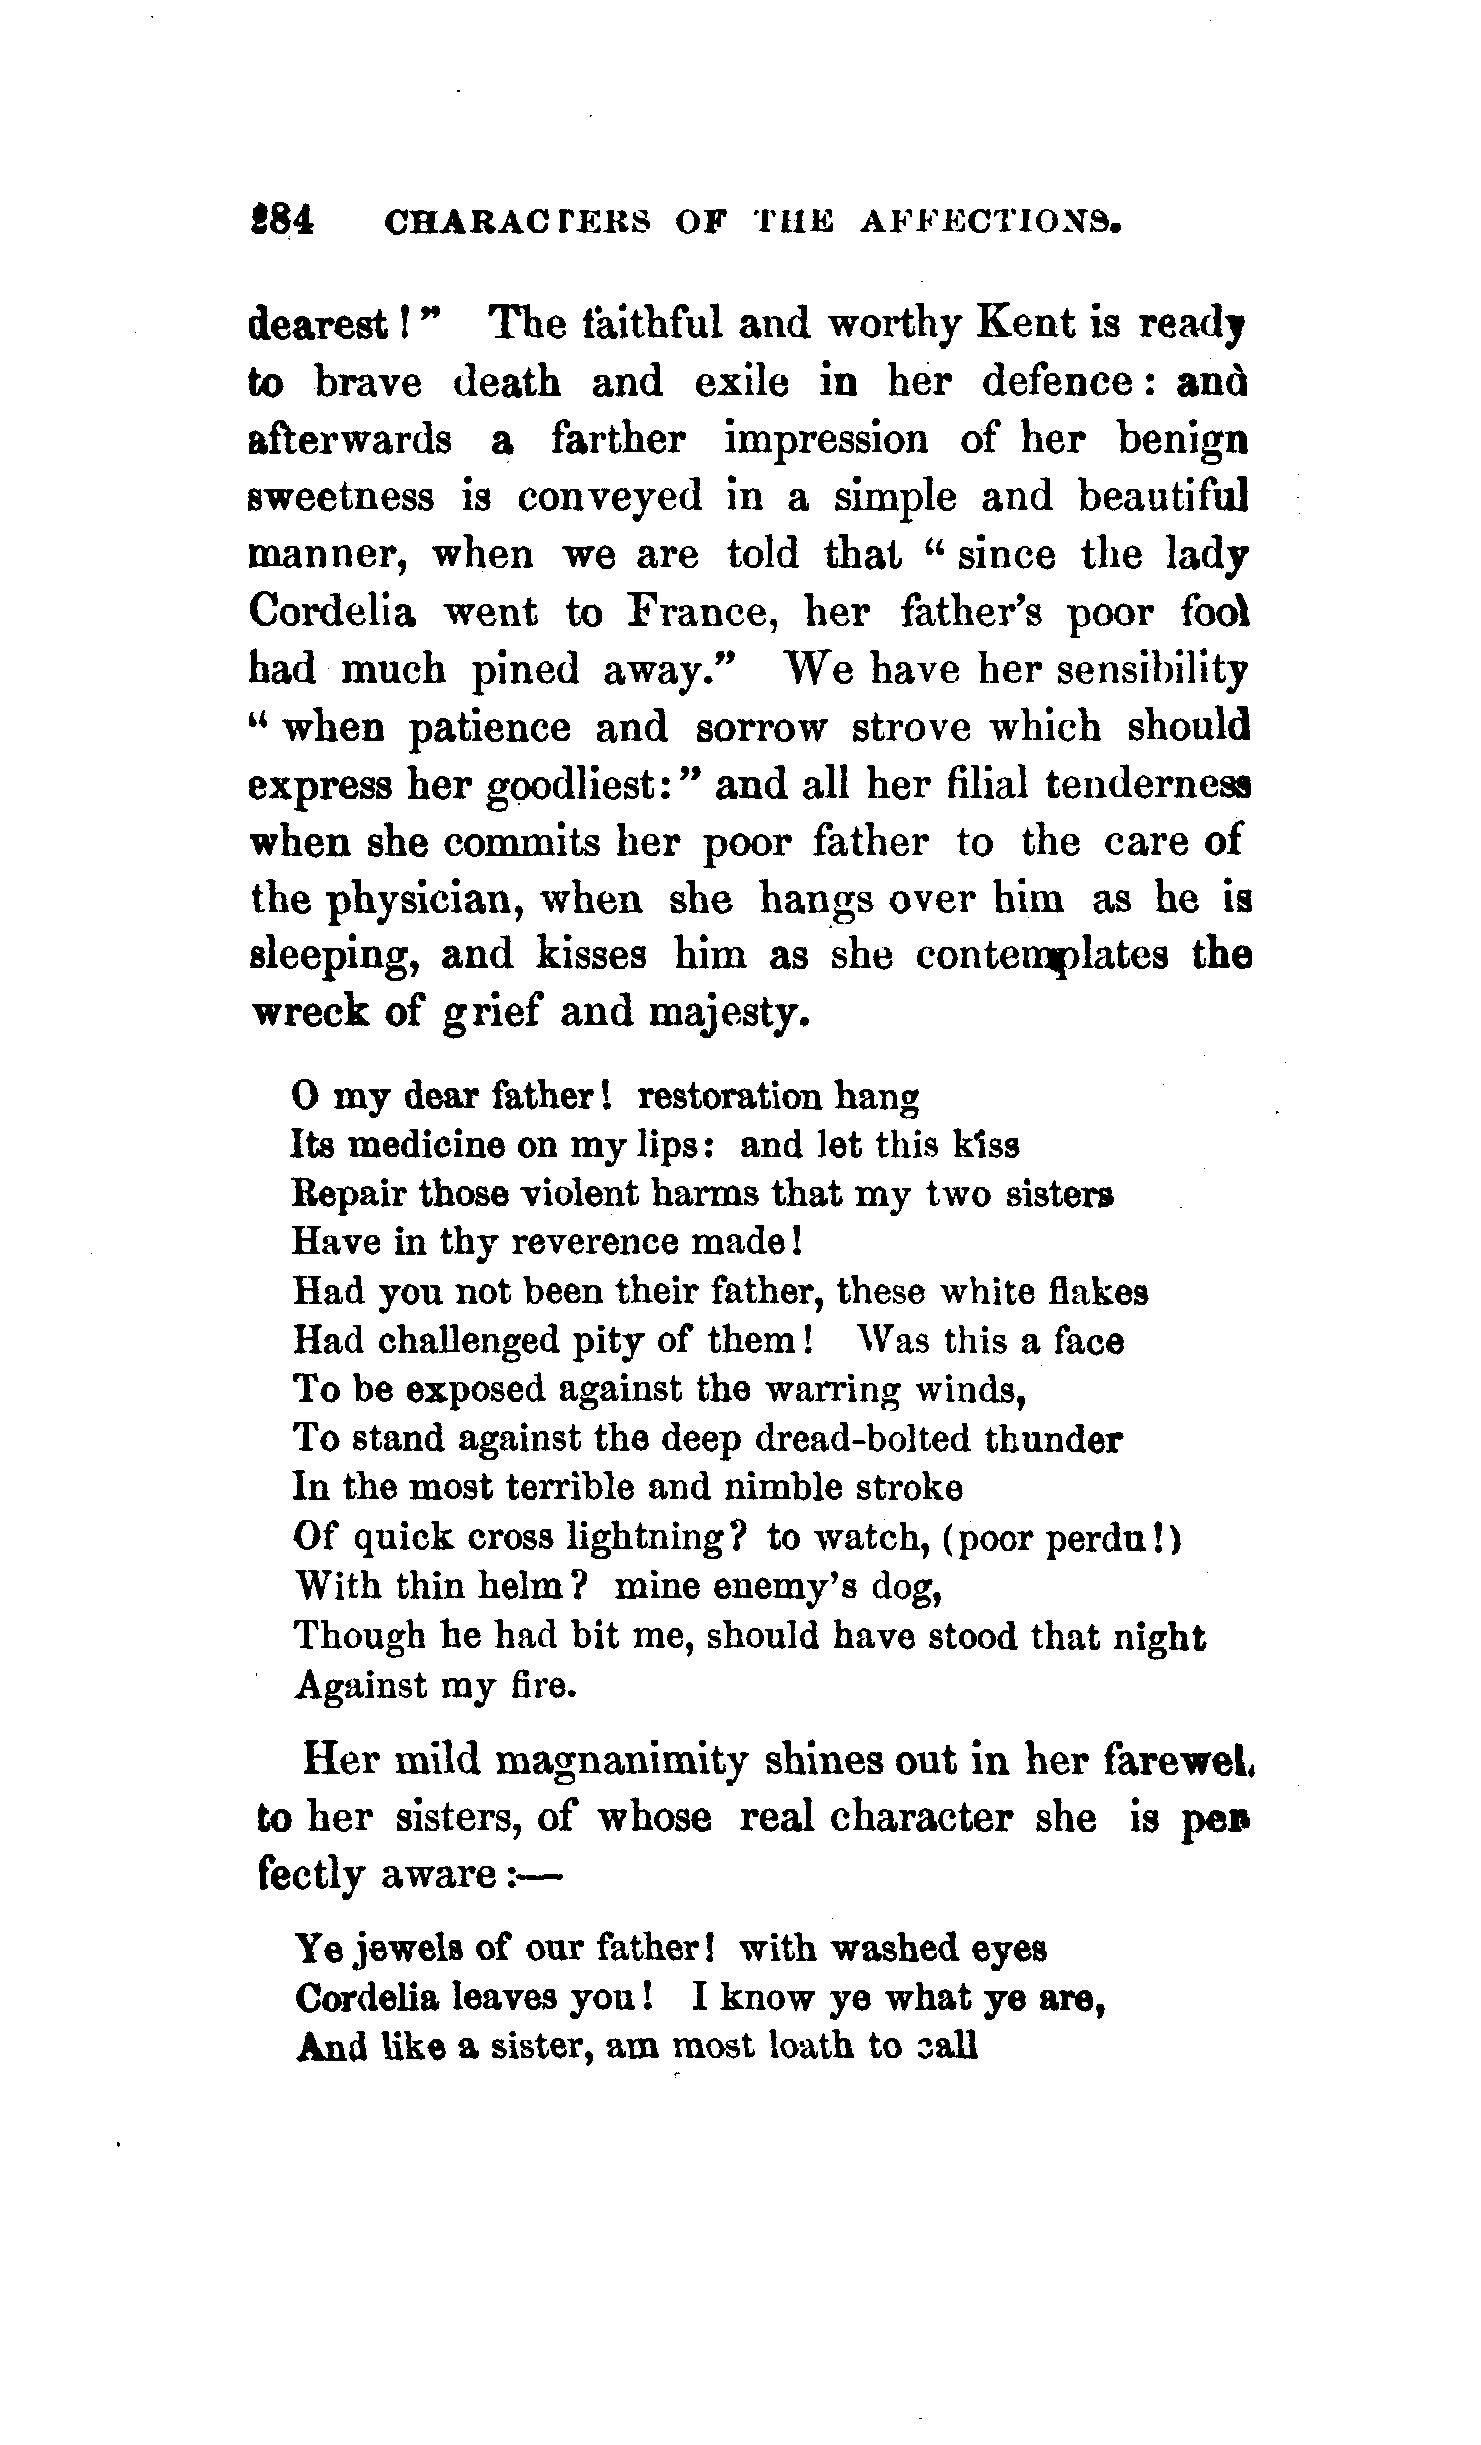 284 CHARACTERS OF THE AFFECTIONS.
dearest!" The faithful and worthy Kent is ready
to brave death and exile in her defence: and
afterwards a farther impression of her benign
sweetness is conveyed in a simple and beautiful
manner, when we are told that "since the lady
Cordelia went to France, her father's poor fool
had much pined away." We have her sensibility
"when patience and sorrow strove which should
express her goodliest:" and all her filial tenderness
when she commits her poor father to the care of
the physician, when she hangs over him as he is
sleeping, and kisses him as she contemplates the
wreck of grief and majesty.
O my dear father! restoration hang
Its medicine on my lips: and let this kiss
Repair those violent harms that my two sisters
Have in thy reverence made!
Had you not been their father, these white flakes
Had challenged pity of them! Was this a face
To be exposed against the warring winds,
To stand against the deep dread-bolted thunder
In the most terrible and nimble stroke
Of quick cross lightning? to watch, (poor perdu!)
With thin helm? mine enemy's dog,
Though he had bit me, should have stood that night
Against my fire.
Her mild magnanimity shines out in her farewel
to her sisters, of whose real character she is per
fectly aware:—
Ye jewels of our father! with washed eyes
Cordelia leaves you! I know ye what ye are,
And like a sister, am most loath to call